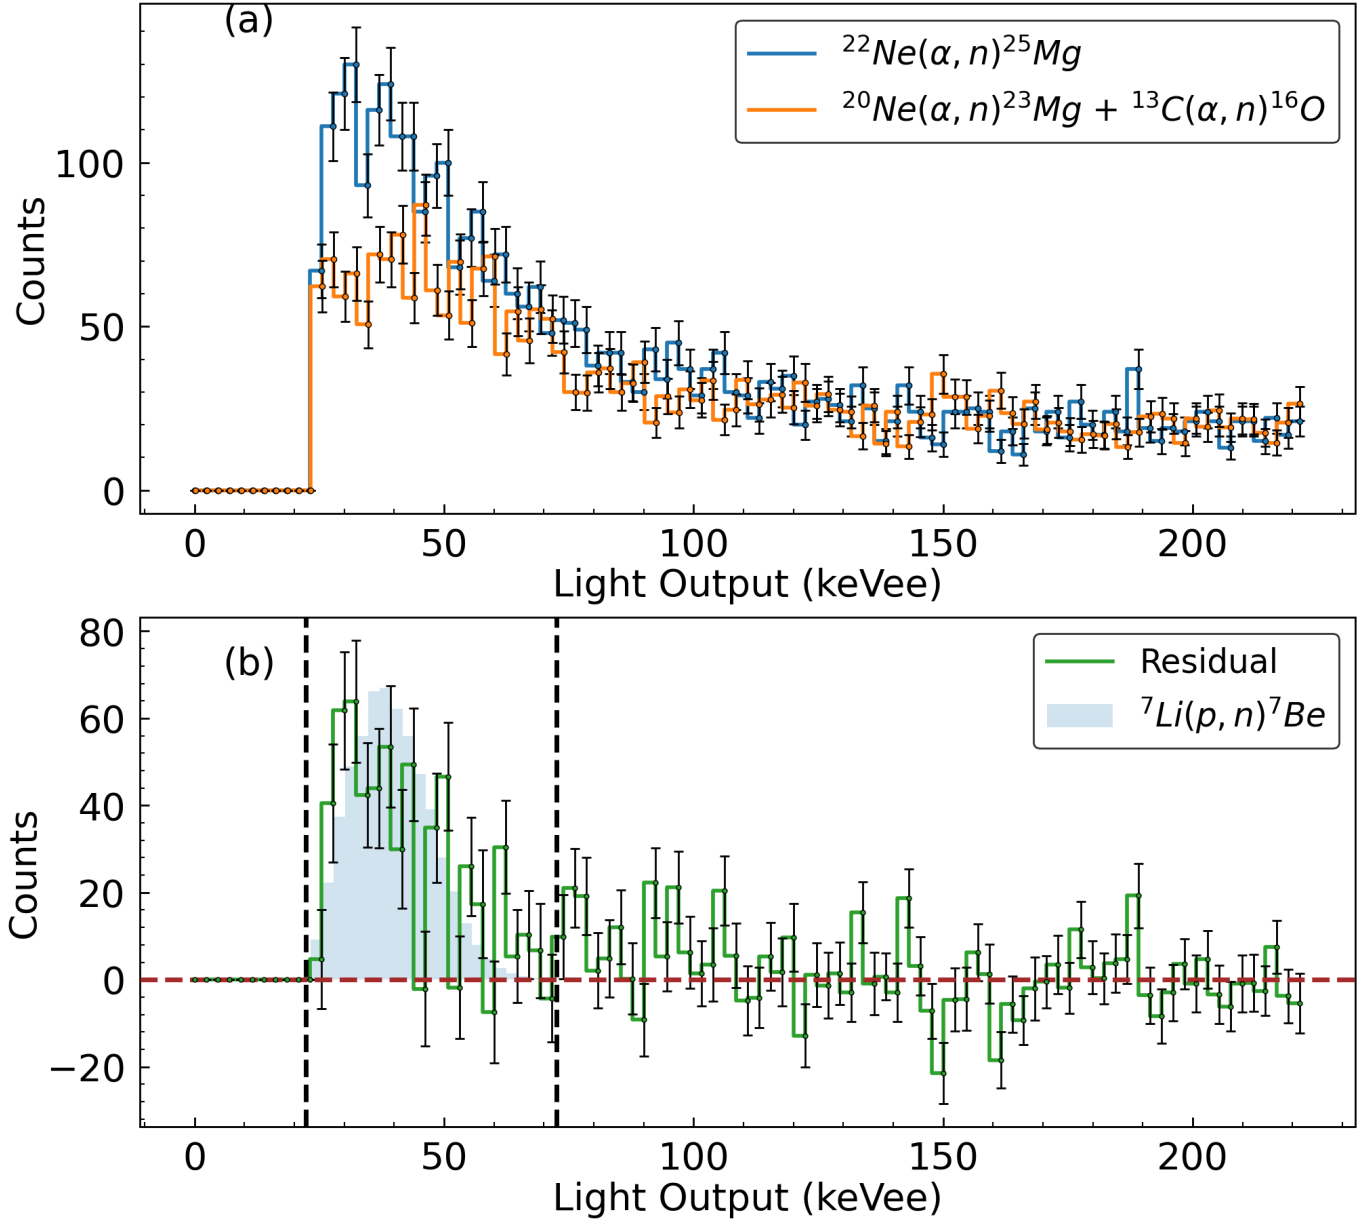 (a)
²²Ne(α, n)²⁵Mg
²⁰Ne(α, n)²³Mg + ¹³C(α, n)¹⁶O
Counts
100
50
0
0 50 100 150 200
Light Output (keVee)
(b)
Residual
⁷Li(p, n)⁷Be
Counts
80
60
40
20
0
−20
0 50 100 150 200
Light Output (keVee)